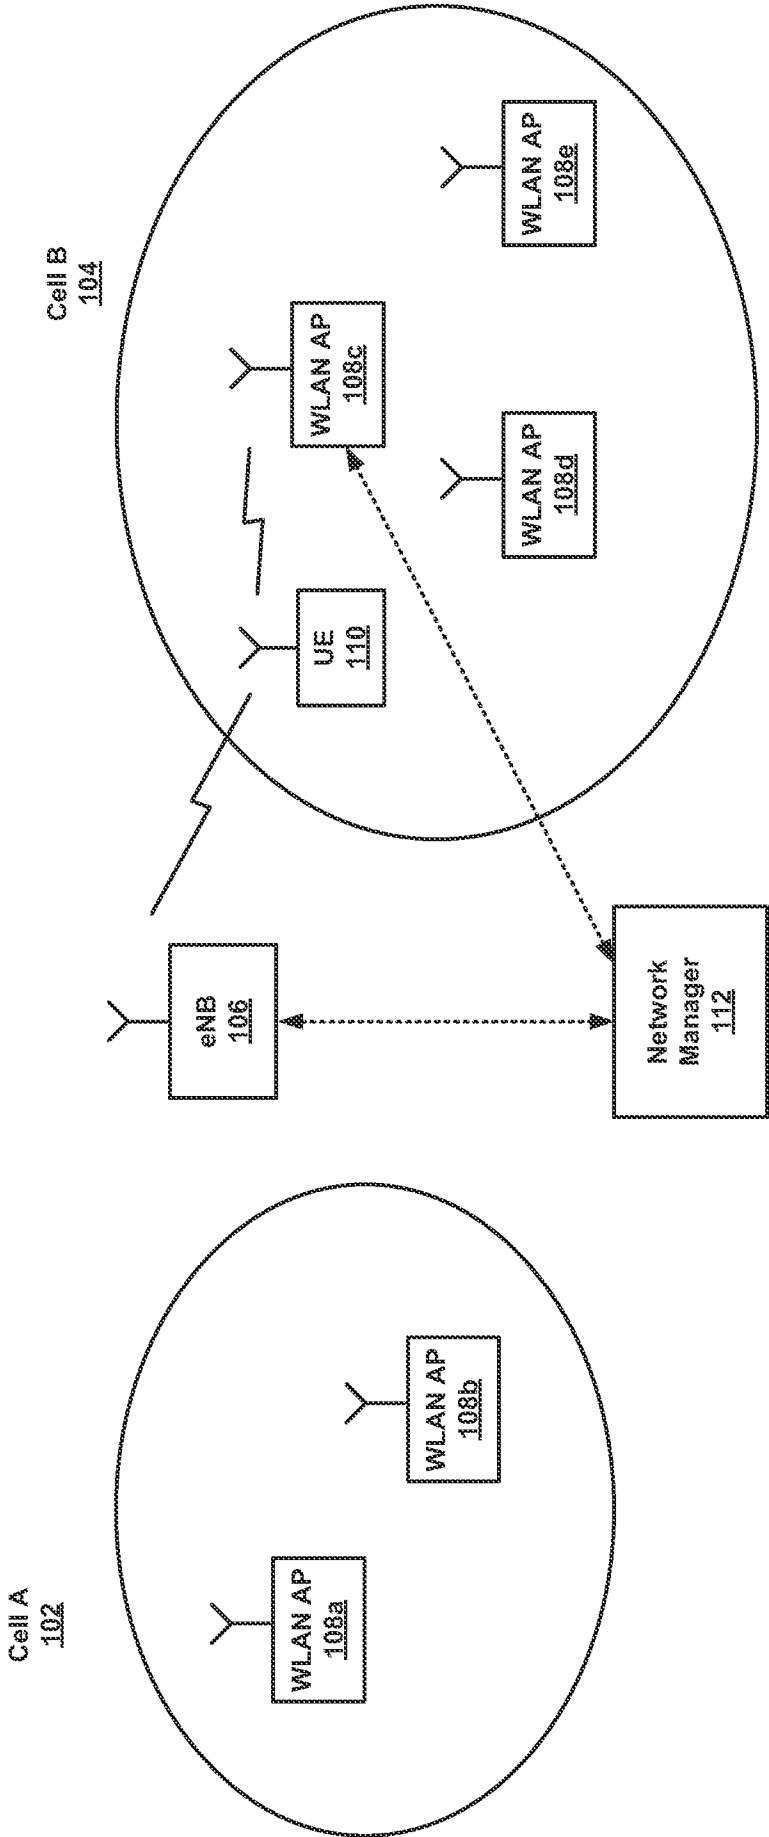 Cell A
102
WLAN AP
108a
WLAN AP
108b
eNB
106
Network
Manager
112
Cell B
104
UE
110
WLAN AP
108c
WLAN AP
108d
WLAN AP
108e